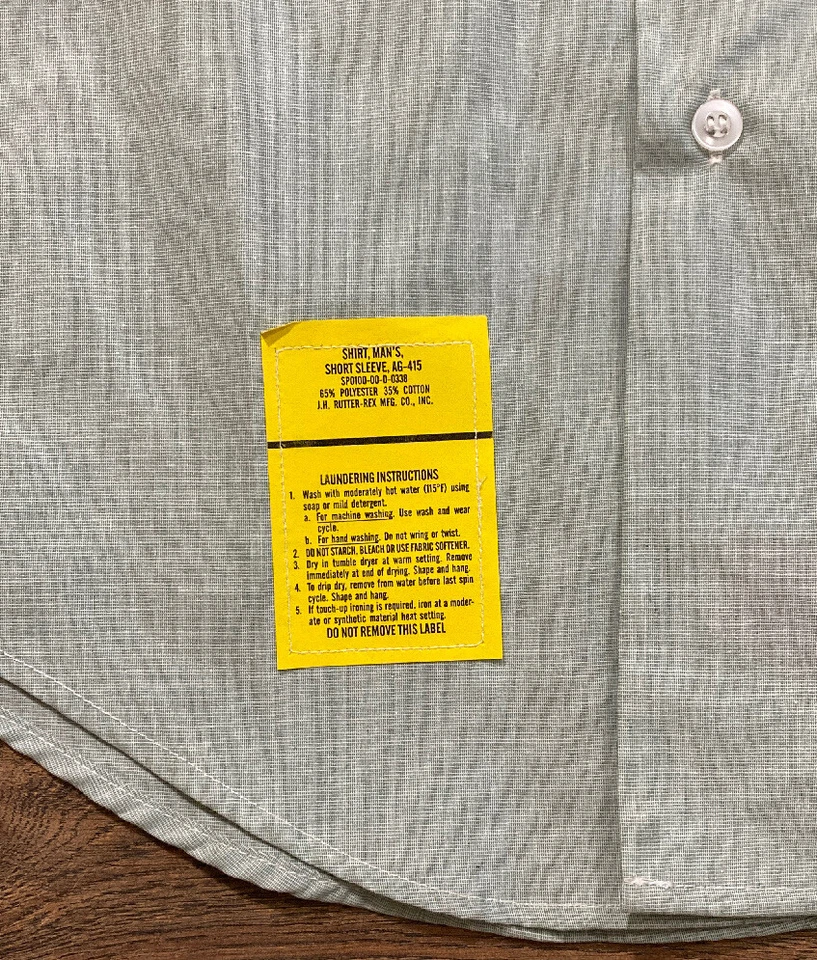 SHIRT, MAN'S,
SHORT SLEEVE, AG-415
SPO100-00-D-0338
65% POLYESTER 35% COTTON
J.H. RUTTER-REX MFG. CO., INC.
LAUNDERING INSTRUCTIONS
1. Wash with moderately hot water (115°F) using
soap or mild detergent.
a. For machine washing. Use wash and wear
cycle.
b. For hand washing. Do not wring or twist.
2. DO NOT STARCH, BLEACH OR USE FABRIC SOFTENER.
3. Dry in tumble dryer at warm setting. Remove
immediately at end of drying. Shape and hang.
4. To drip dry, remove from water before last spin
cycle. Shape and hang.
5. If touch-up ironing is required, iron at a moder-
ate or synthetic material heat setting.
DO NOT REMOVE THIS LABEL